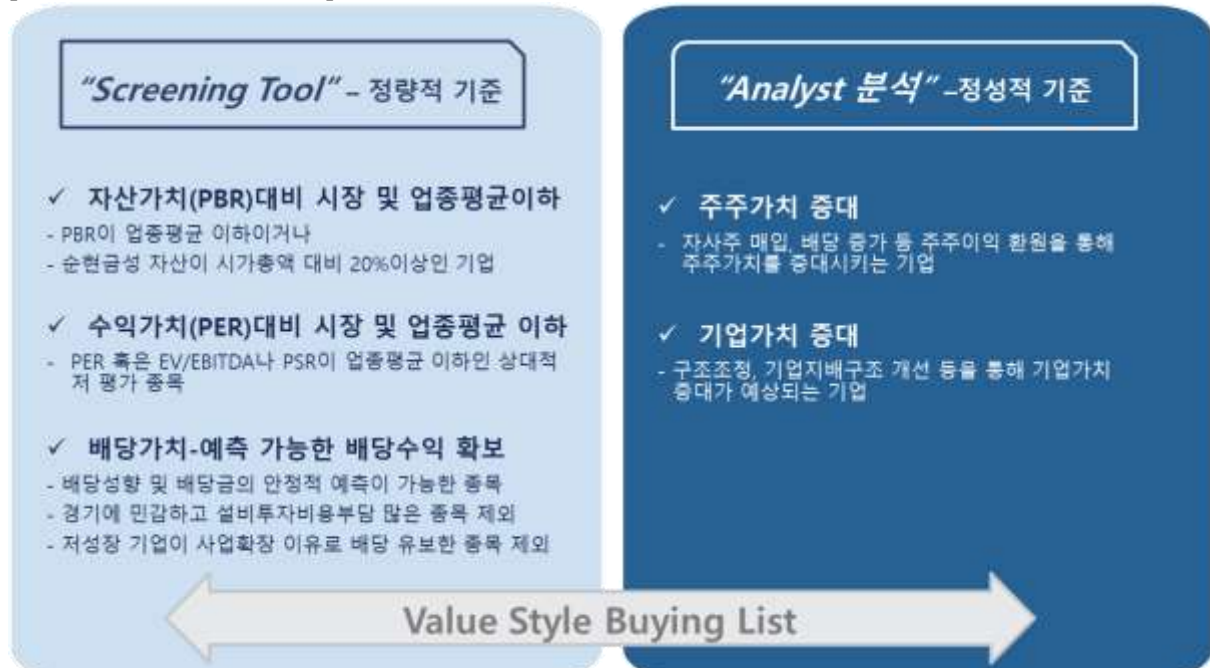 "Screening Tool" – 정량적 기준
✓ 자산가치(PBR)대비 시장 및 업종평균이하
- PBR이 업종평균 이하이거나
- 순현금성 자산이 시가총액 대비 20%이상인 기업
✓ 수익가치(PER)대비 시장 및 업종평균 이하
- PER 혹은 EV/EBITDA나 PSR이 업종평균 이하인 상대적
저 평가 종목
✓ 배당가치-예측 가능한 배당수익 확보
- 배당성향 및 배당금의 안정적 예측이 가능한 종목
- 경기에 민감하고 설비투자비용부담 많은 종목 제외
- 저성장 기업이 사업확장 이유로 배당 유보한 종목 제외
"Analyst 분석" –정성적 기준
✓ 주주가치 증대
- 자사주 매입, 배당 증가 등 주주이익 환원을 통해
주주가치를 증대시키는 기업
✓ 기업가치 증대
- 구조조정, 기업지배구조 개선 등을 통해 기업가치
증대가 예상되는 기업
Value Style Buying List